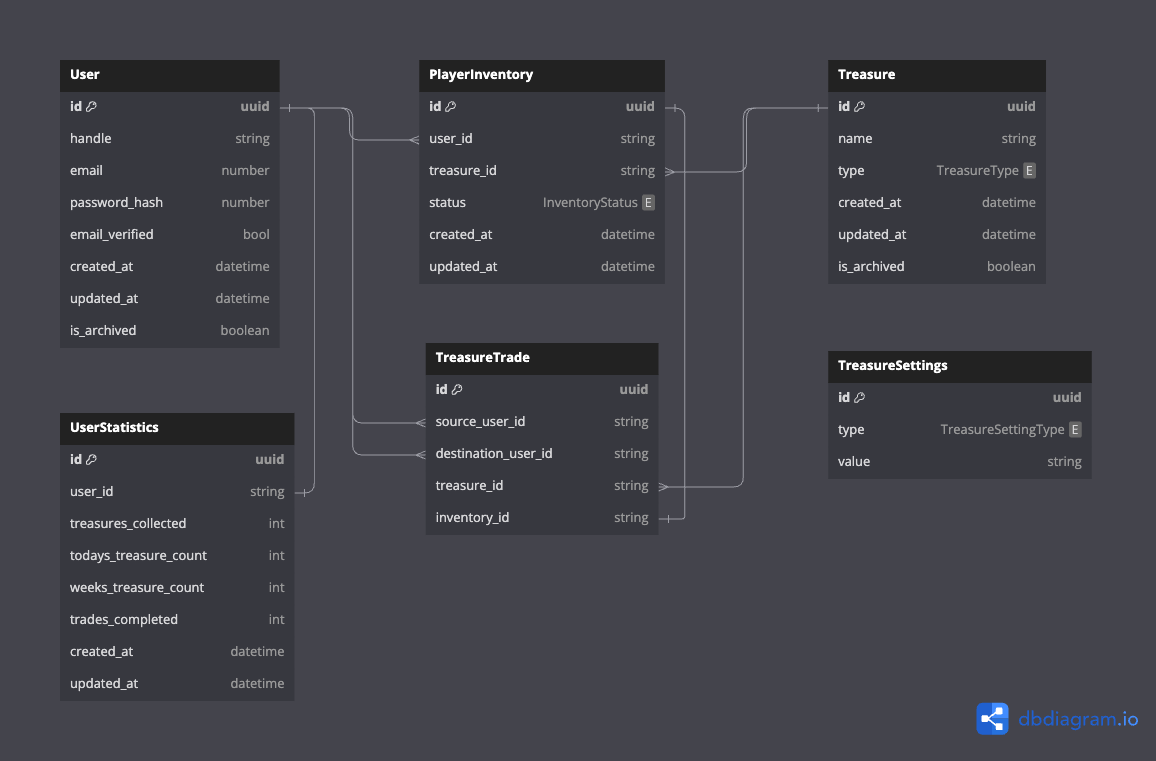 User
id uuid
handle string
email number
password_hash number
email_verified bool
created_at datetime
updated_at datetime
is_archived boolean
PlayerInventory
id uuid
user_id string
treasure_id string
status InventoryStatus E
created_at datetime
updated_at datetime
Treasure
id uuid
name string
type TreasureType E
created_at datetime
updated_at datetime
is_archived boolean
TreasureTrade
id uuid
source_user_id string
destination_user_id string
treasure_id string
inventory_id string
TreasureSettings
id uuid
type TreasureSettingType E
value string
UserStatistics
id uuid
user_id string
treasures_collected int
todays_treasure_count int
weeks_treasure_count int
trades_completed int
created_at datetime
updated_at datetime
dbdiagram.io